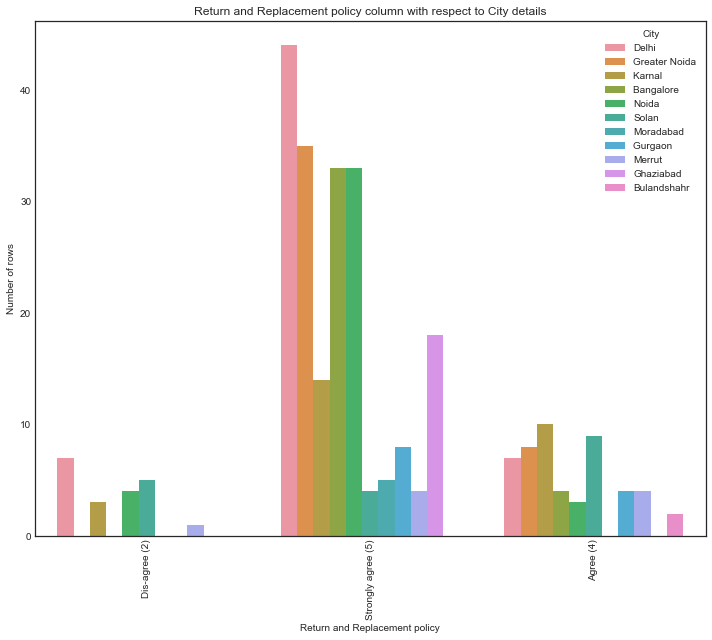 Return and Replacement policy column with respect to City details
City
Delhi
Greater Noida
Karnal
Bangalore
Noida
Solan
Moradabad
Gurgaon
Merrut
Ghaziabad
Bulandshahr
Number of rows
40
30
20
10
0
Dis-agree (2)
Strongly agree (5)
Agree (4)
Return and Replacement policy